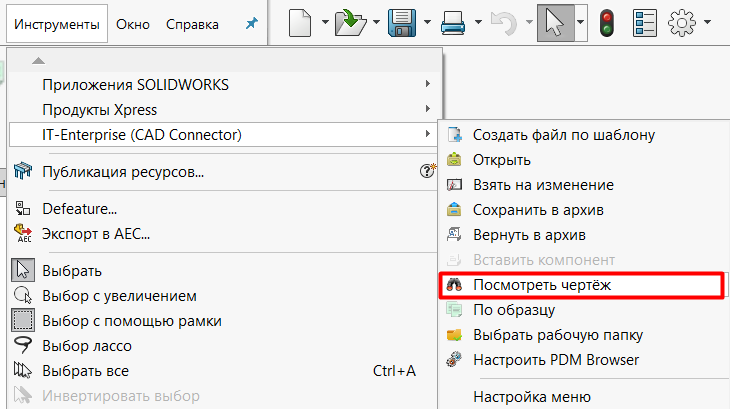 Инструменты Окно Справка
Приложения SOLIDWORKS
Продукты Xpress
IT-Enterprise (CAD Connector)
Публикация ресурсов...
Defeature...
Экспорт в AEC...
Выбрать
Выбор с увеличением
Выбор с помощью рамки
Выбор лассо
Выбрать все Ctrl+A
Инвертировать выбор
Создать файл по шаблону
Открыть
Взять на изменение
Сохранить в архив
Вернуть в архив
Вставить компонент
Посмотреть чертёж
По образцу
Выбрать рабочую папку
Настроить PDM Browser
Настройка меню